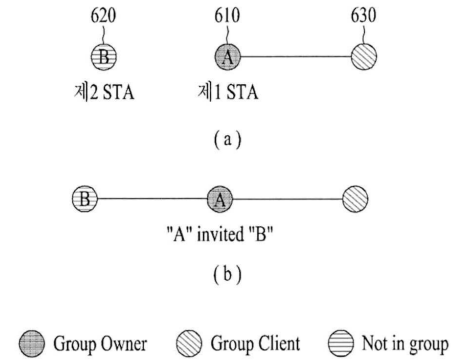 620 610 630
B A
제2 STA 제1 STA
(a)
B A
"A" invited "B"
(b)
Group Owner Group Client Not in group